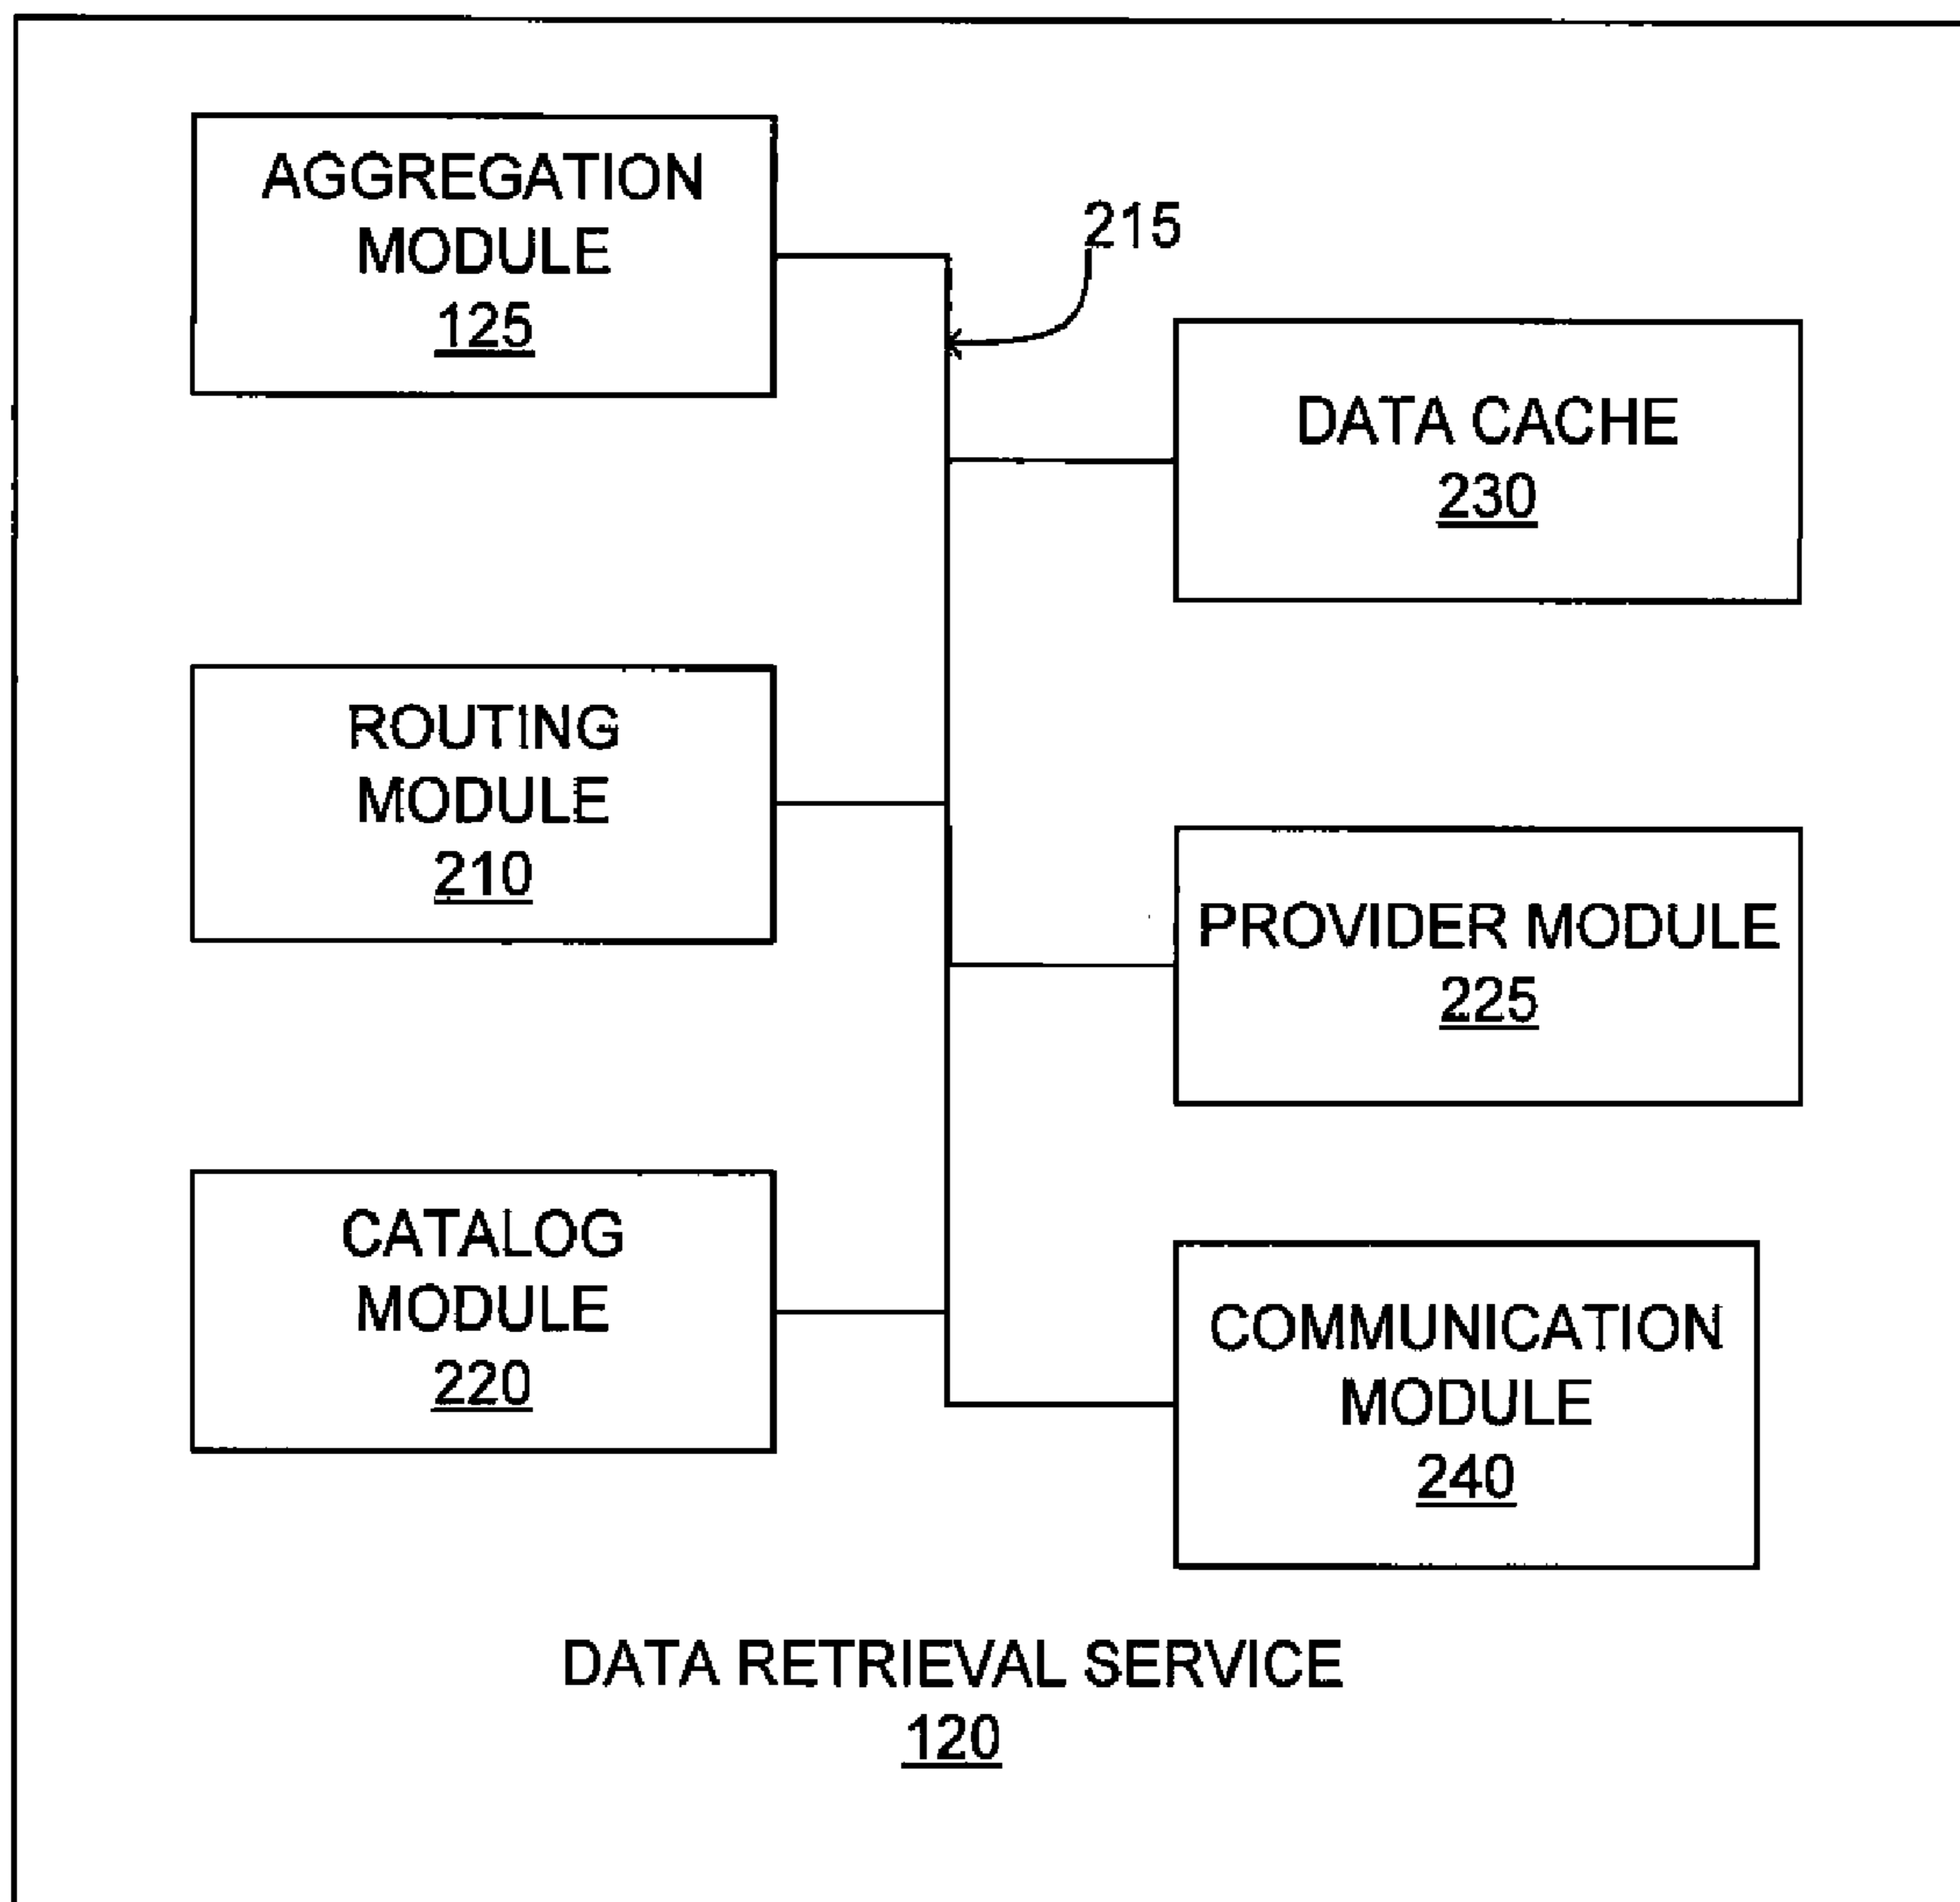 AGGREGATION
MODULE
125
215
DATA CACHE
230
ROUTING
MODULE
210
PROVIDER MODULE
225
CATALOG
MODULE
220
COMMUNICATION
MODULE
240
DATA RETRIEVAL SERVICE
120